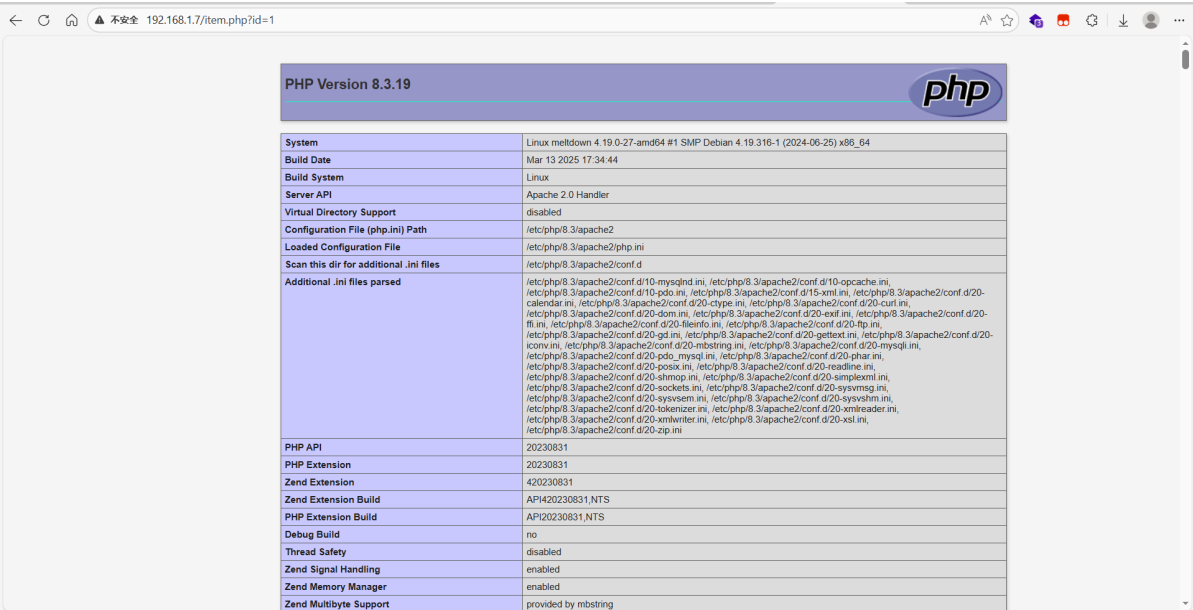 不安全 192.168.1.7/item.php?id=1
PHP Version 8.3.19
php
System Linux meltdown 4.19.0-27-amd64 #1 SMP Debian 4.19.316-1 (2024-06-25) x86_64
Build Date Mar 13 2025 17:34:44
Build System Linux
Server API Apache 2.0 Handler
Virtual Directory Support disabled
Configuration File (php.ini) Path /etc/php/8.3/apache2
Loaded Configuration File /etc/php/8.3/apache2/php.ini
Scan this dir for additional .ini files /etc/php/8.3/apache2/conf.d
Additional .ini files parsed /etc/php/8.3/apache2/conf.d/10-mysqlnd.ini, /etc/php/8.3/apache2/conf.d/10-opcache.ini,
/etc/php/8.3/apache2/conf.d/10-pdo.ini, /etc/php/8.3/apache2/conf.d/15-xml.ini, /etc/php/8.3/apache2/conf.d/20-
calendar.ini, /etc/php/8.3/apache2/conf.d/20-ctype.ini, /etc/php/8.3/apache2/conf.d/20-curl.ini,
/etc/php/8.3/apache2/conf.d/20-dom.ini, /etc/php/8.3/apache2/conf.d/20-exif.ini, /etc/php/8.3/apache2/conf.d/20-
ffi.ini, /etc/php/8.3/apache2/conf.d/20-fileinfo.ini, /etc/php/8.3/apache2/conf.d/20-ftp.ini,
/etc/php/8.3/apache2/conf.d/20-gd.ini, /etc/php/8.3/apache2/conf.d/20-gettext.ini, /etc/php/8.3/apache2/conf.d/20-
iconv.ini, /etc/php/8.3/apache2/conf.d/20-mbstring.ini, /etc/php/8.3/apache2/conf.d/20-mysqli.ini,
/etc/php/8.3/apache2/conf.d/20-pdo_mysql.ini, /etc/php/8.3/apache2/conf.d/20-phar.ini,
/etc/php/8.3/apache2/conf.d/20-posix.ini, /etc/php/8.3/apache2/conf.d/20-readline.ini,
/etc/php/8.3/apache2/conf.d/20-shmop.ini, /etc/php/8.3/apache2/conf.d/20-simplexml.ini,
/etc/php/8.3/apache2/conf.d/20-sockets.ini, /etc/php/8.3/apache2/conf.d/20-sysvmsg.ini,
/etc/php/8.3/apache2/conf.d/20-sysvsem.ini, /etc/php/8.3/apache2/conf.d/20-sysvshm.ini,
/etc/php/8.3/apache2/conf.d/20-tokenizer.ini, /etc/php/8.3/apache2/conf.d/20-xmlreader.ini,
/etc/php/8.3/apache2/conf.d/20-xmlwriter.ini, /etc/php/8.3/apache2/conf.d/20-xsl.ini,
/etc/php/8.3/apache2/conf.d/20-zip.ini
PHP API 20230831
PHP Extension 20230831
Zend Extension 420230831
Zend Extension Build API420230831,NTS
PHP Extension Build API20230831,NTS
Debug Build no
Thread Safety disabled
Zend Signal Handling enabled
Zend Memory Manager enabled
Zend Multibyte Support provided by mbstring